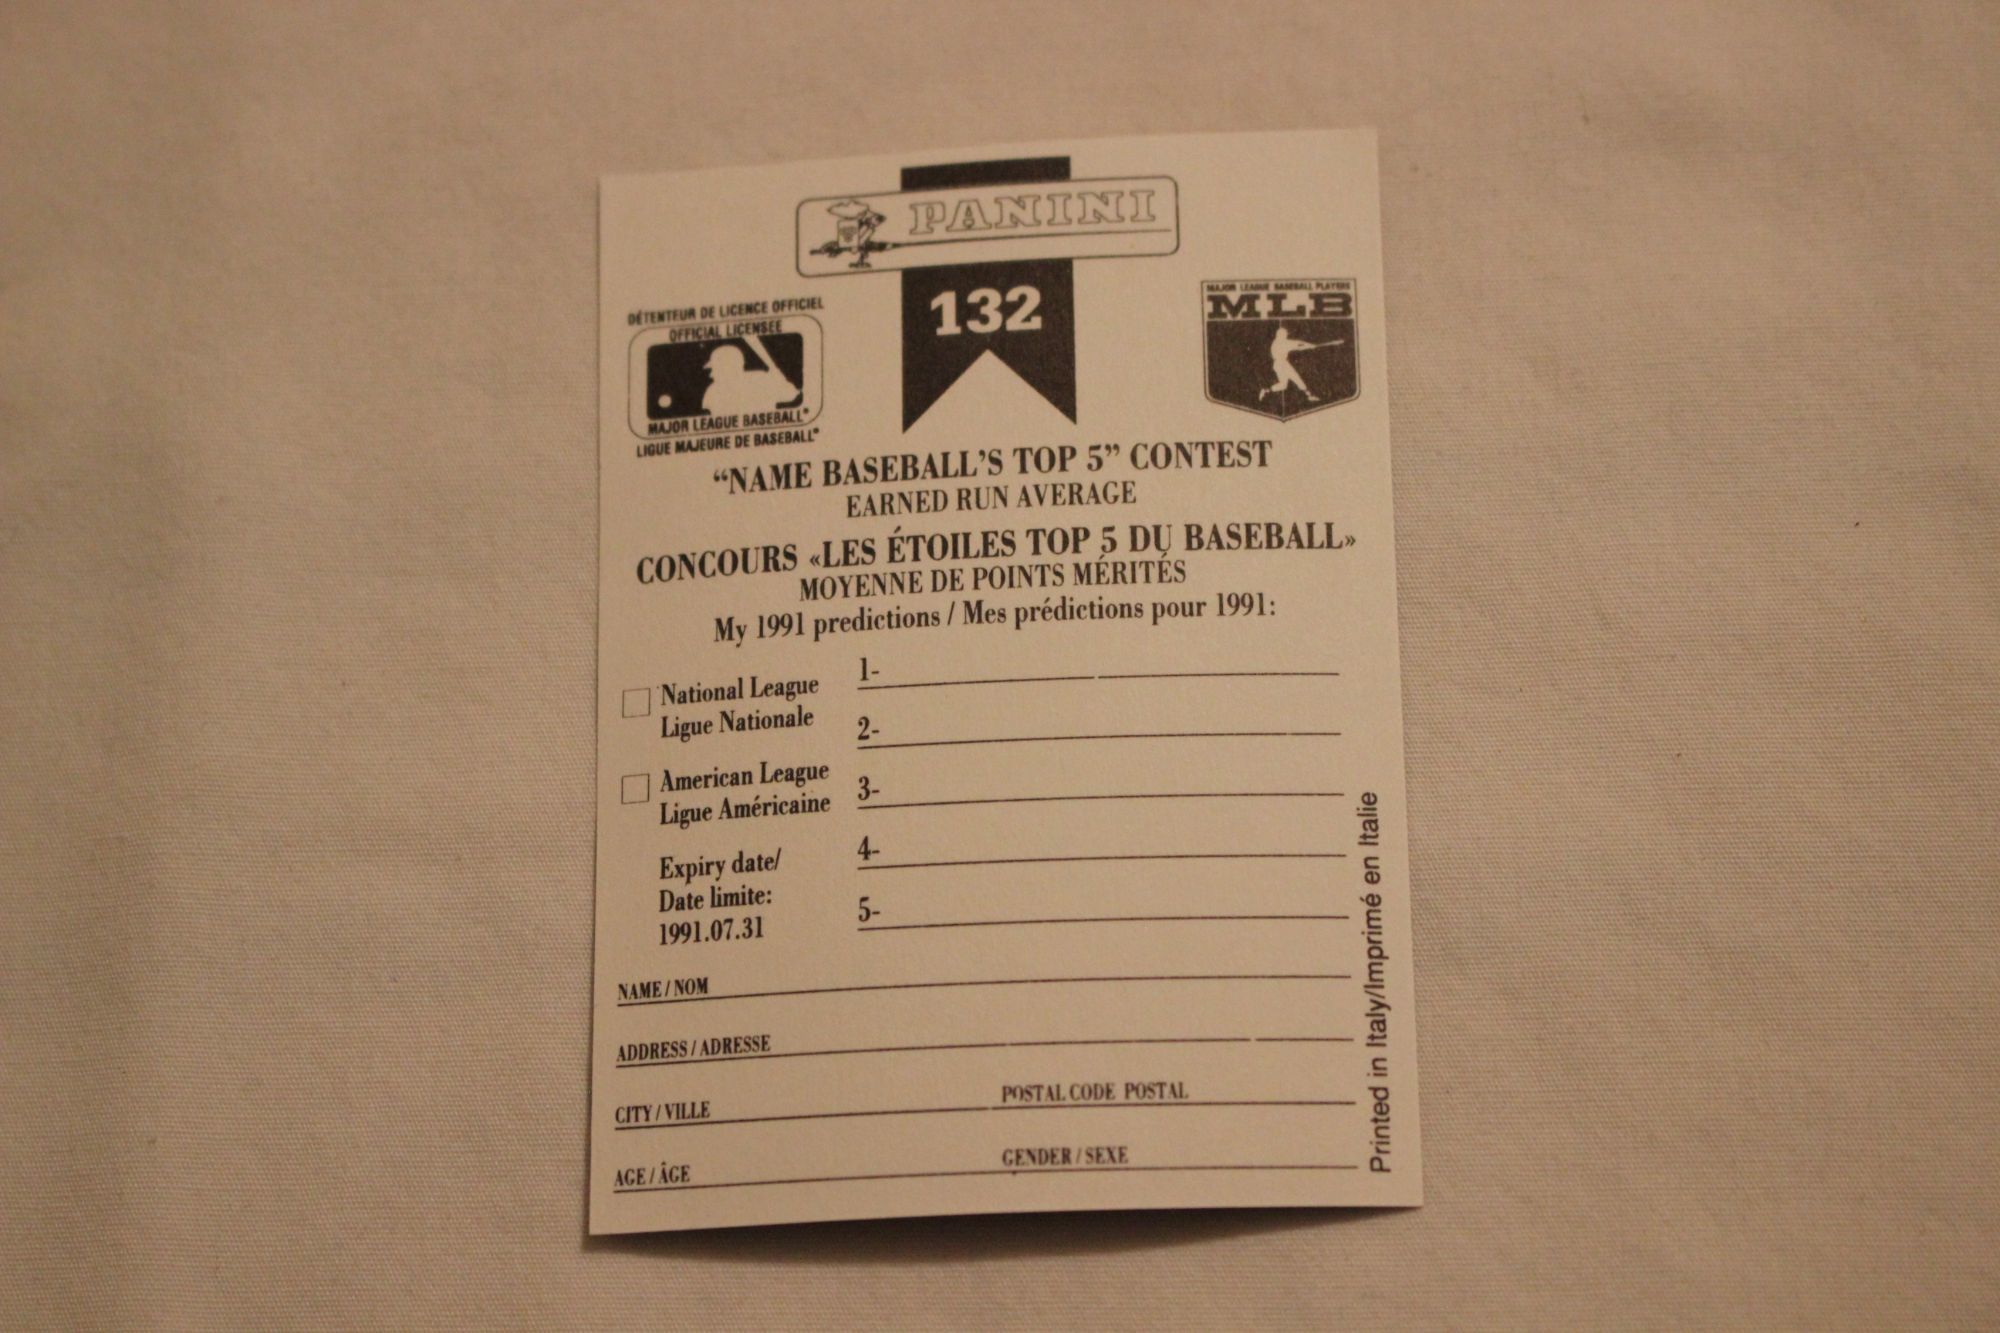 PANINI
132
DÉTENTEUR DE LICENCE OFFICIEL
OFFICIAL LICENSEE
MAJOR LEAGUE BASEBALL®
LIGUE MAJEURE DE BASEBALL®
MAJOR LEAGUE BASEBALL PLAYERS
MLB
“NAME BASEBALL’S TOP 5” CONTEST
EARNED RUN AVERAGE
CONCOURS «LES ÉTOILES TOP 5 DU BASEBALL»
MOYENNE DE POINTS MÉRITÉS
My 1991 predictions / Mes prédictions pour 1991:
National League
Ligue Nationale
American League
Ligue Américaine
Expiry date/
Date limite:
1991.07.31
1-
2-
3-
4-
5-
NAME / NOM
ADDRESS / ADRESSE
CITY / VILLE POSTAL CODE POSTAL
AGE / ÂGE GENDER / SEXE
Printed in Italy/Imprimé en Italie